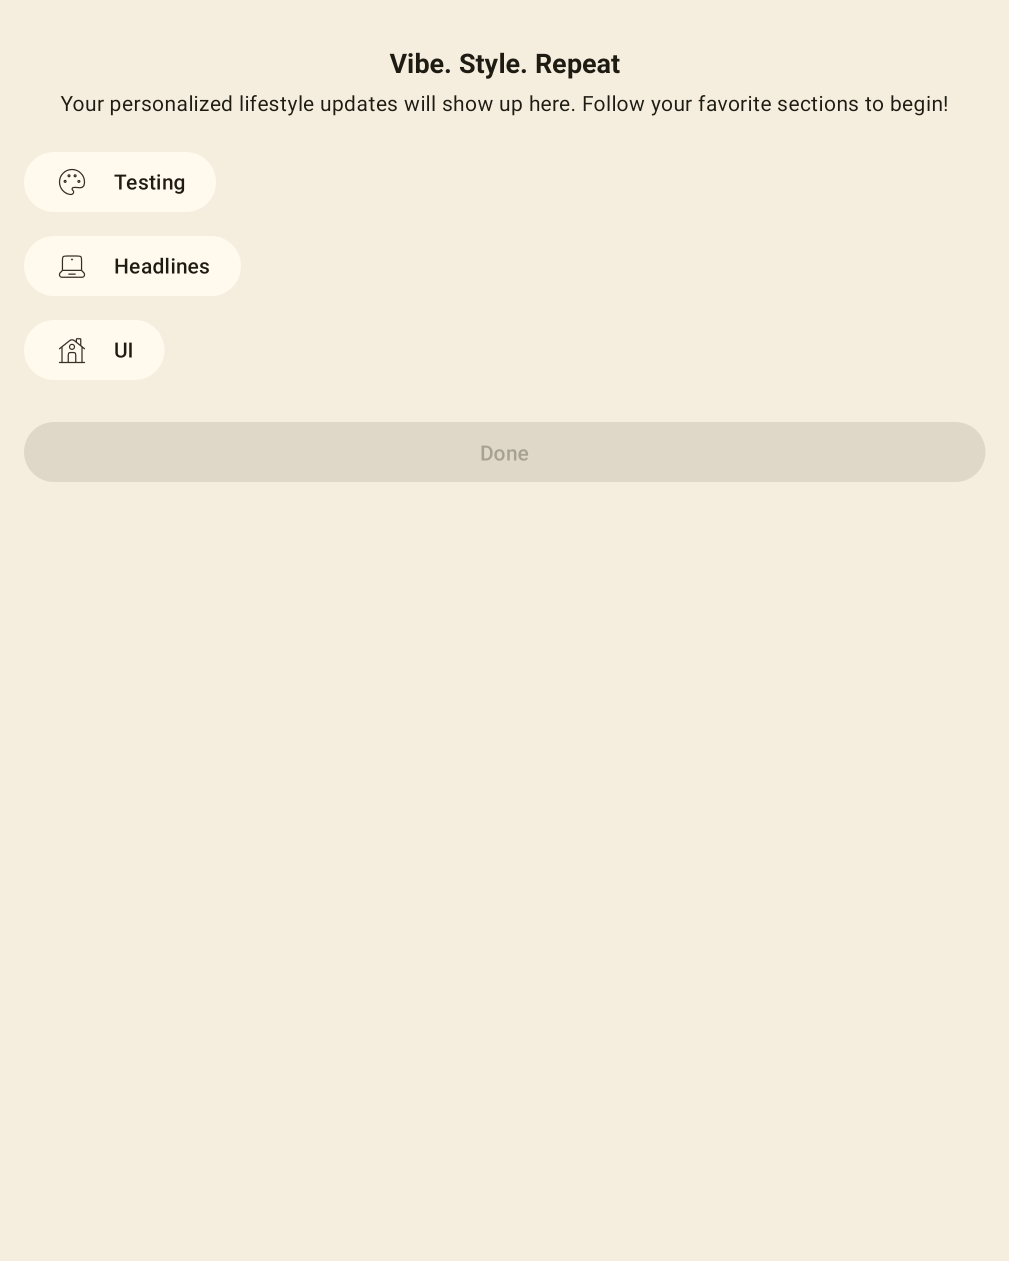 Vibe. Style. Repeat
Your personalized lifestyle updates will show up here. Follow your favorite sections to begin!
Testing
Headlines
UI
Done